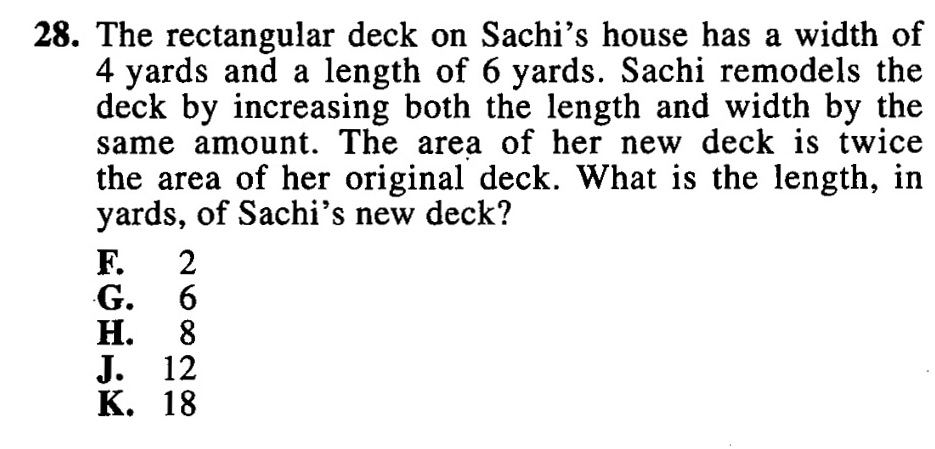 28. The rectangular deck on Sachi's house has a width of
4 yards and a length of 6 yards. Sachi remodels the
deck by increasing both the length and width by the
same amount. The area of her new deck is twice
the area of her original deck. What is the length, in
yards, of Sachi's new deck?
F. 2
G. 6
H. 8
J. 12
K. 18